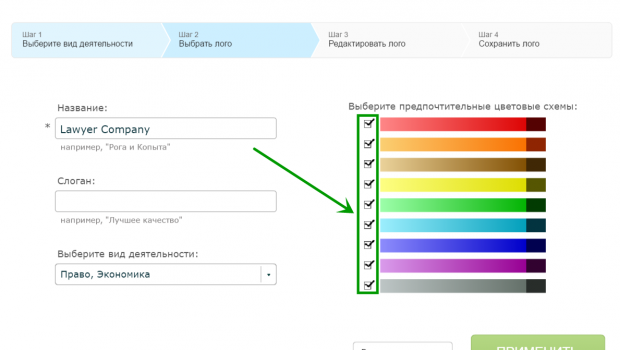 Шаг 1
Выберите вид деятельности
Шаг 2
Выбрать лого
Шаг 3
Редактировать лого
Шаг 4
Сохранить лого
Название:
* Lawyer Company
например, "Рога и Копыта"
Слоган:
например, "Лучшее качество"
Выберите вид деятельности:
Право, Экономика
Выберите предпочтительные цветовые схемы:
ПРИМЕНИТЬ